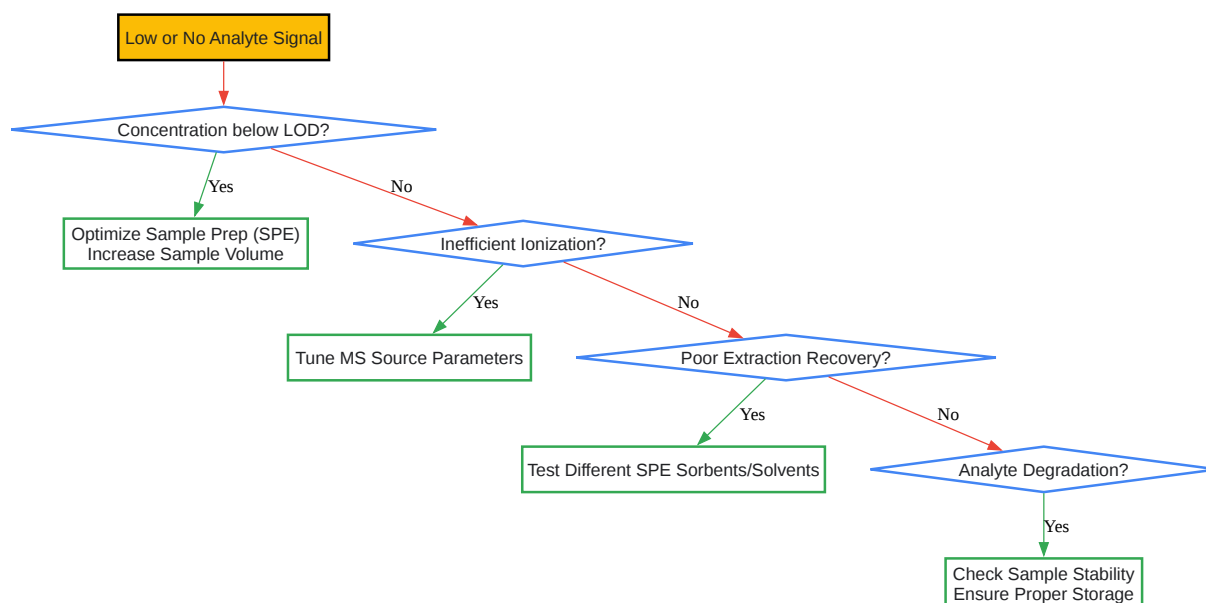 Low or No Analyte Signal
Concentration below LOD?
Yes
No
Optimize Sample Prep (SPE)
Increase Sample Volume
Inefficient Ionization?
Yes
No
Tune MS Source Parameters
Poor Extraction Recovery?
Yes
No
Test Different SPE Sorbents/Solvents
Analyte Degradation?
Yes
Check Sample Stability
Ensure Proper Storage